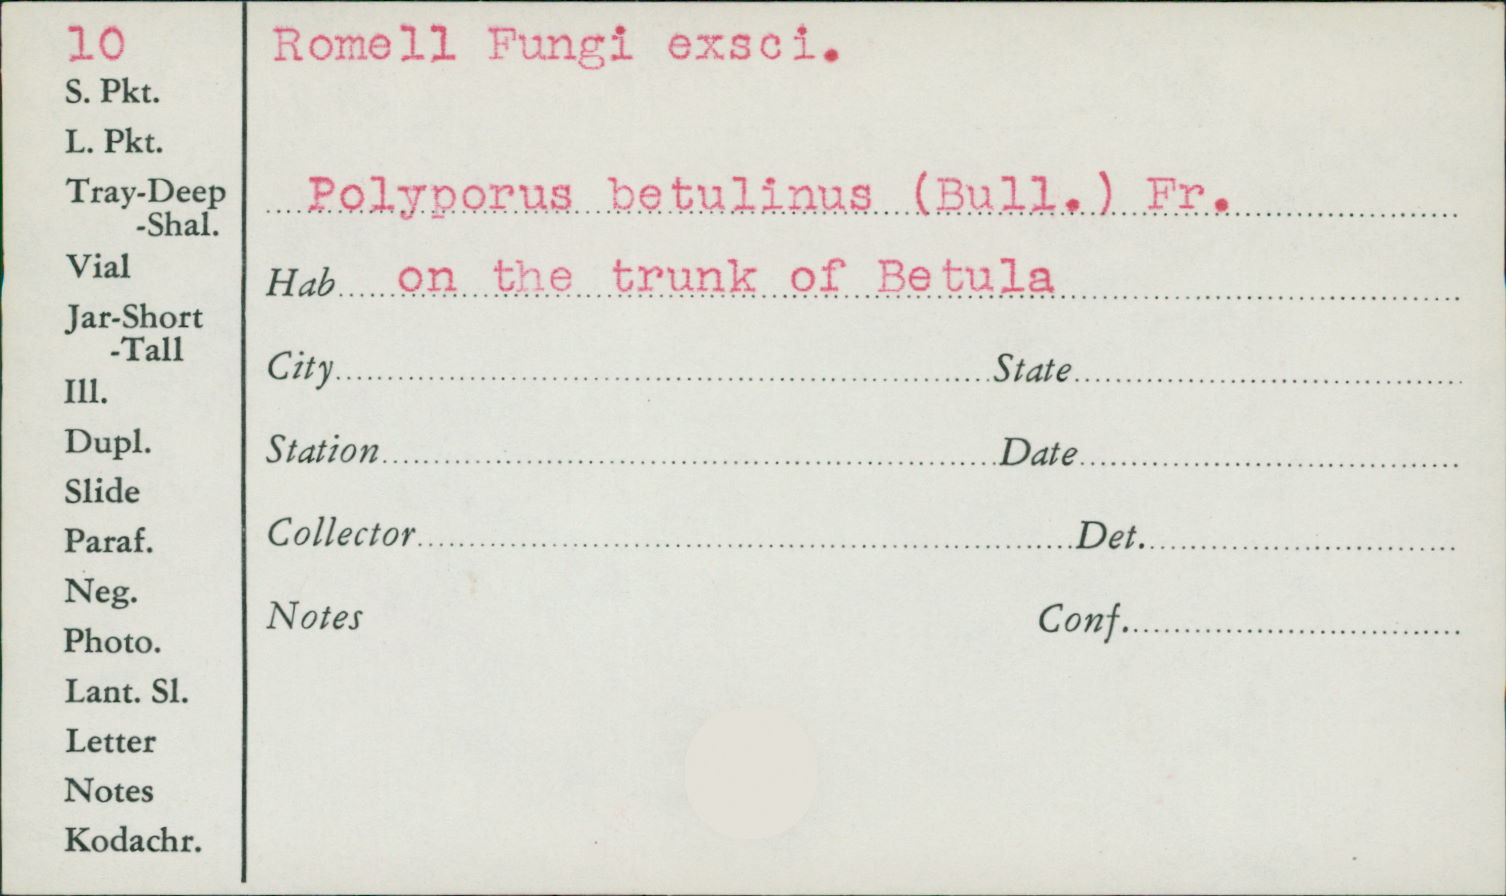 10
S. Pkt.
L. Pkt.
Tray-Deep
-Shal.
Vial
Jar-Short
-Tall
Ill.
Dupl.
Slide
Paraf.
Neg.
Photo.
Lant. Sl.
Letter
Notes
Kodachr.
Romell Fungi exsci.
Polyporus betulinus (Bull.) Fr.
Hab on the trunk of Betula
City State
Station Date
Collector Det.
Notes Conf.